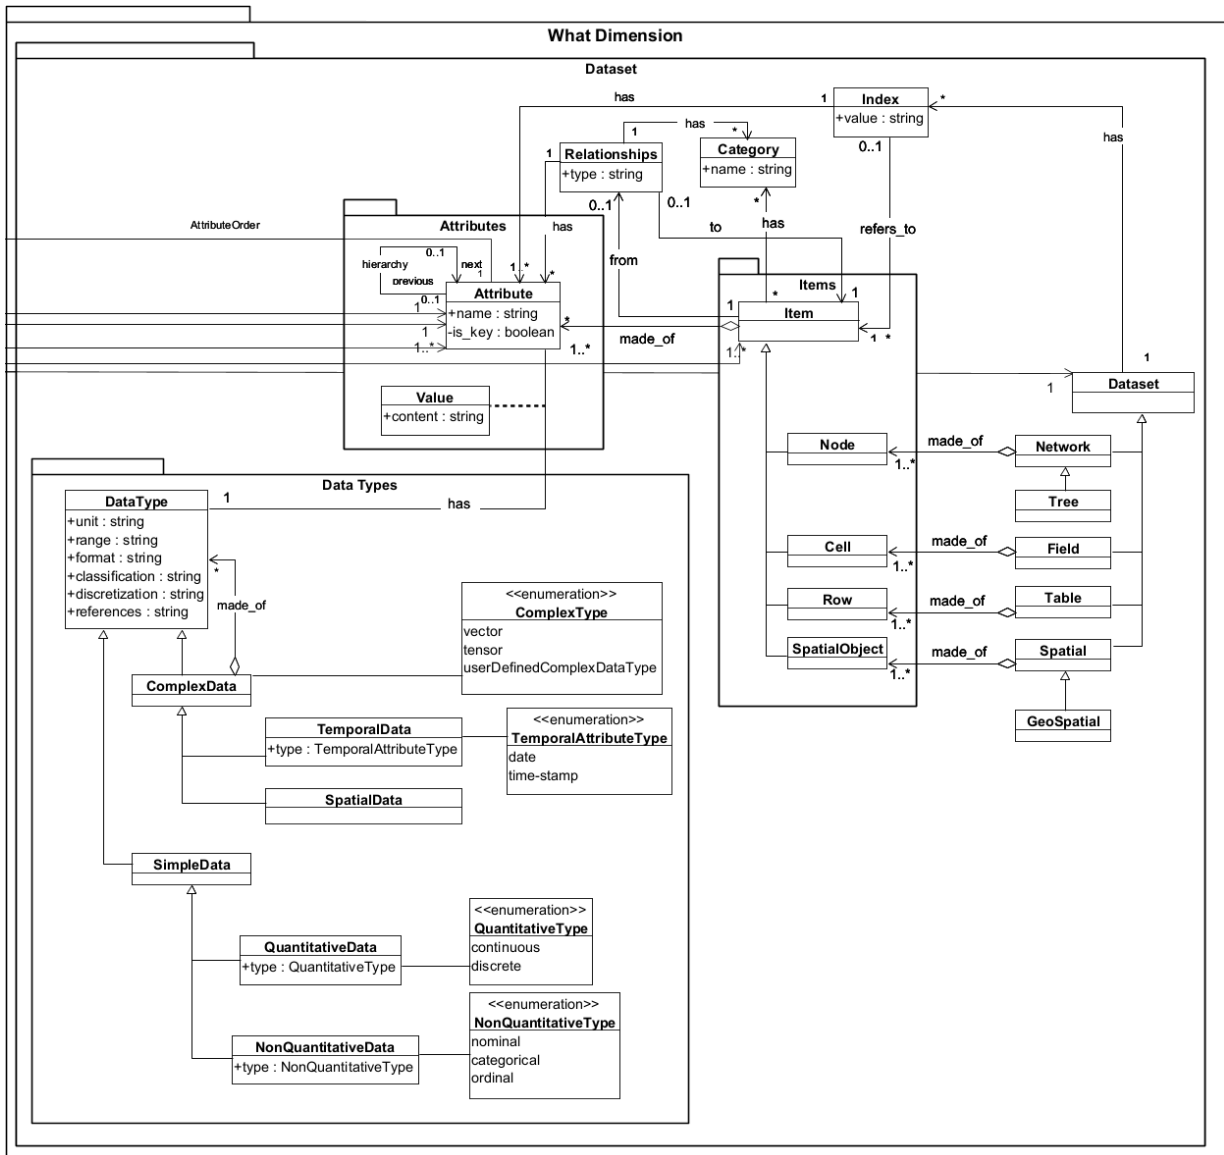 What Dimension
Dataset
has
1
Index
+value : string
*
0..1
has
1
has
*
Relationships
+type : string
1
Category
+name : string
0..1
0..1
*
has
*
to
from
refers_to
has
AttributeOrder
Attributes
hierarchy
0..1
next
previous
0..1
1
1..*
*
Attribute
+name : string
-is_key : boolean
1
1
1..*
*
1..*
made_of
Value
+content : string
Items
1
1
Item
1..*
1 *
1
1
Dataset
Node
1..*
made_of
Network
Tree
Cell
1..*
made_of
Field
Row
1..*
made_of
Table
SpatialObject
1..*
made_of
Spatial
GeoSpatial
Data Types
DataType
+unit : string
+range : string
+format : string
+classification : string
+discretization : string
+references : string
1
has
*
made_of
<<enumeration>>
ComplexType
vector
tensor
userDefinedComplexDataType
ComplexData
TemporalData
+type : TemporalAttributeType
<<enumeration>>
TemporalAttributeType
date
time-stamp
SpatialData
SimpleData
QuantitativeData
+type : QuantitativeType
<<enumeration>>
QuantitativeType
continuous
discrete
NonQuantitativeData
+type : NonQuantitativeType
<<enumeration>>
NonQuantitativeType
nominal
categorical
ordinal